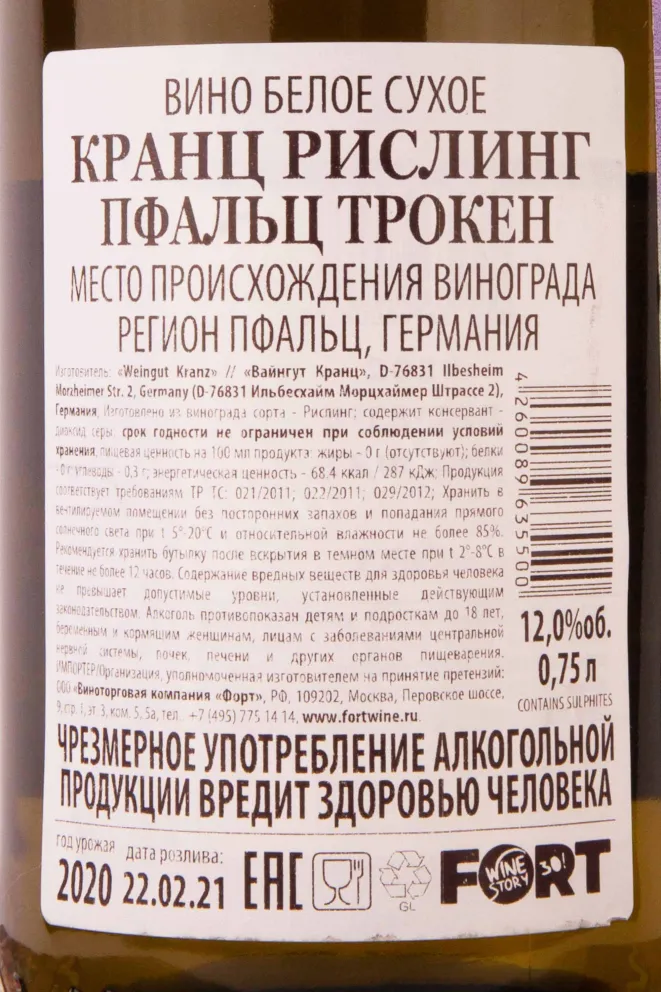 ВИНО БЕЛОЕ СУХОЕ
КРАНЦ РИСЛИНГ
ПФАЛЬЦ ТРОКЕН
МЕСТО ПРОИСХОЖДЕНИЯ ВИНОГРАДА
РЕГИОН ПФАЛЬЦ, ГЕРМАНИЯ
Изготовитель: «Weingut Kranz» // «Вайнгут Кранц», D-76831 Ilbesheim
Morzheimer Str. 2, Germany (D-76831 Ильбесхайм Морцхаймер Штрассе 2),
Германия, Изготовлено из винограда сорта - Рислинг; содержит консервант -
диоксид серы. срок годности не ограничен при соблюдении условий
хранения, пищевая ценность на 100 мл продукта: жиры - 0 г (отсутствуют); белки
- 0 г; углеводы - 0,3 г; энергетическая ценность - 68.4 ккал / 287 кДж; Продукция
соответствует требованиям ТР ТС: 021/2011; 022/2011; 029/2012; Хранить в
вентилируемом помещении без посторонних запахов и попадания прямого
солнечного света при t 5°-20°С и относительной влажности не более 85%.
Рекомендуется хранить бутылку после вскрытия в темном месте при t 2°-8°С в
течение не более 12 часов. Содержание вредных веществ для здоровья человека
не превышает допустимые уровни, установленные действующим
законодательством. Алкоголь противопоказан детям и подросткам до 18 лет,
беременным и кормящим женщинам, лицам с заболеваниями центральной
нервной системы, почек, печени и других органов пищеварения.
ИМПОРТЕР/Организация, уполномоченная изготовителем на принятие претензий:
ООО «Виноторговая компания «Форт», РФ, 109202, Москва, Перовское шоссе,
9, стр. 1, эт. 3, ком. 5, 5а, тел. +7 (495) 775 14 14, www.fortwine.ru
4 260089 635500
12,0%об.
0,75 л
CONTAINS SULPHITES
ЧРЕЗМЕРНОЕ УПОТРЕБЛЕНИЕ АЛКОГОЛЬНОЙ
ПРОДУКЦИИ ВРЕДИТ ЗДОРОВЬЮ ЧЕЛОВЕКА
год урожая дата розлива:
2020 22.02.21
EAC
GL
FORT
WINE STORY
30!